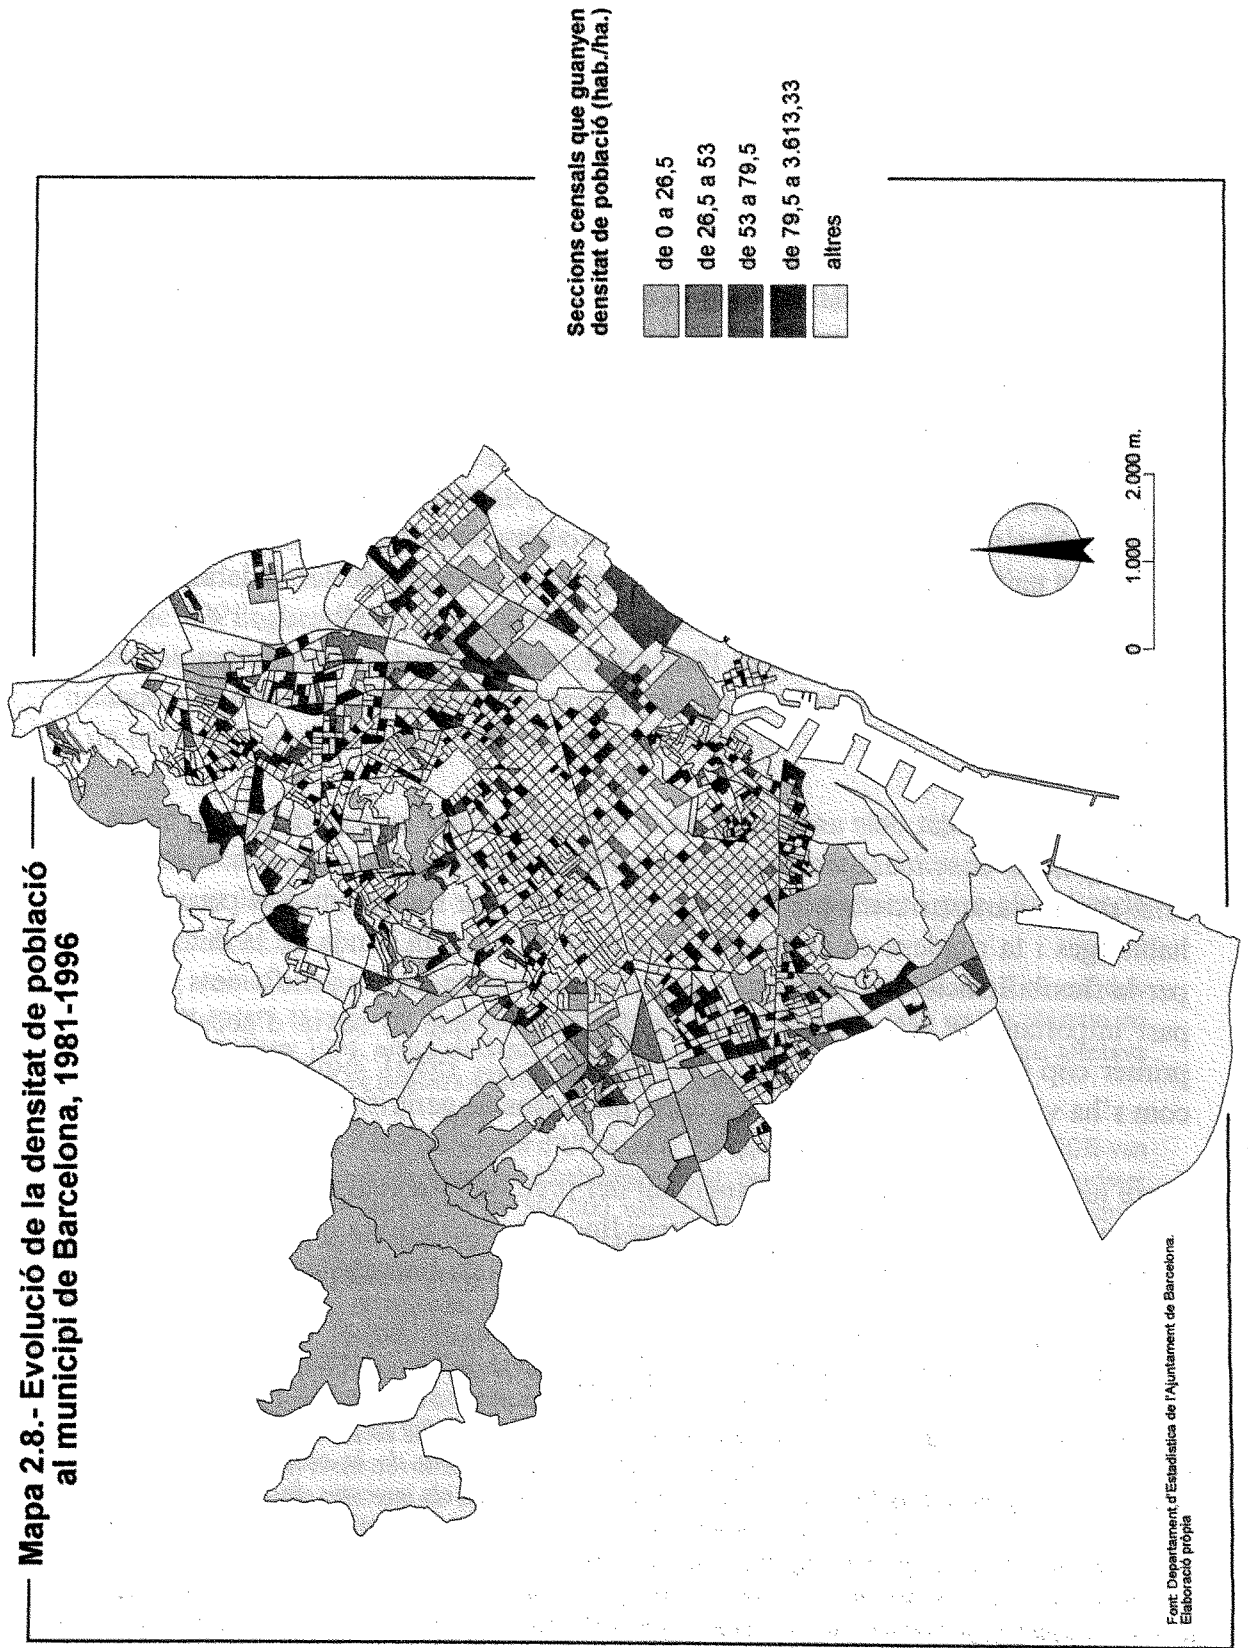 Mapa 2.8.- Evolució de la densitat de població
al municipi de Barcelona, 1981-1996
Seccions censals que guanyen
densitat de població (hab./ha.)
de 0 a 26,5
de 26,5 a 53
de 53 a 79,5
de 79,5 a 3.613,33
altres
0 1.000 2.000 m.
Font: Departament d'Estadística de l'Ajuntament de Barcelona.
Elaboració pròpia